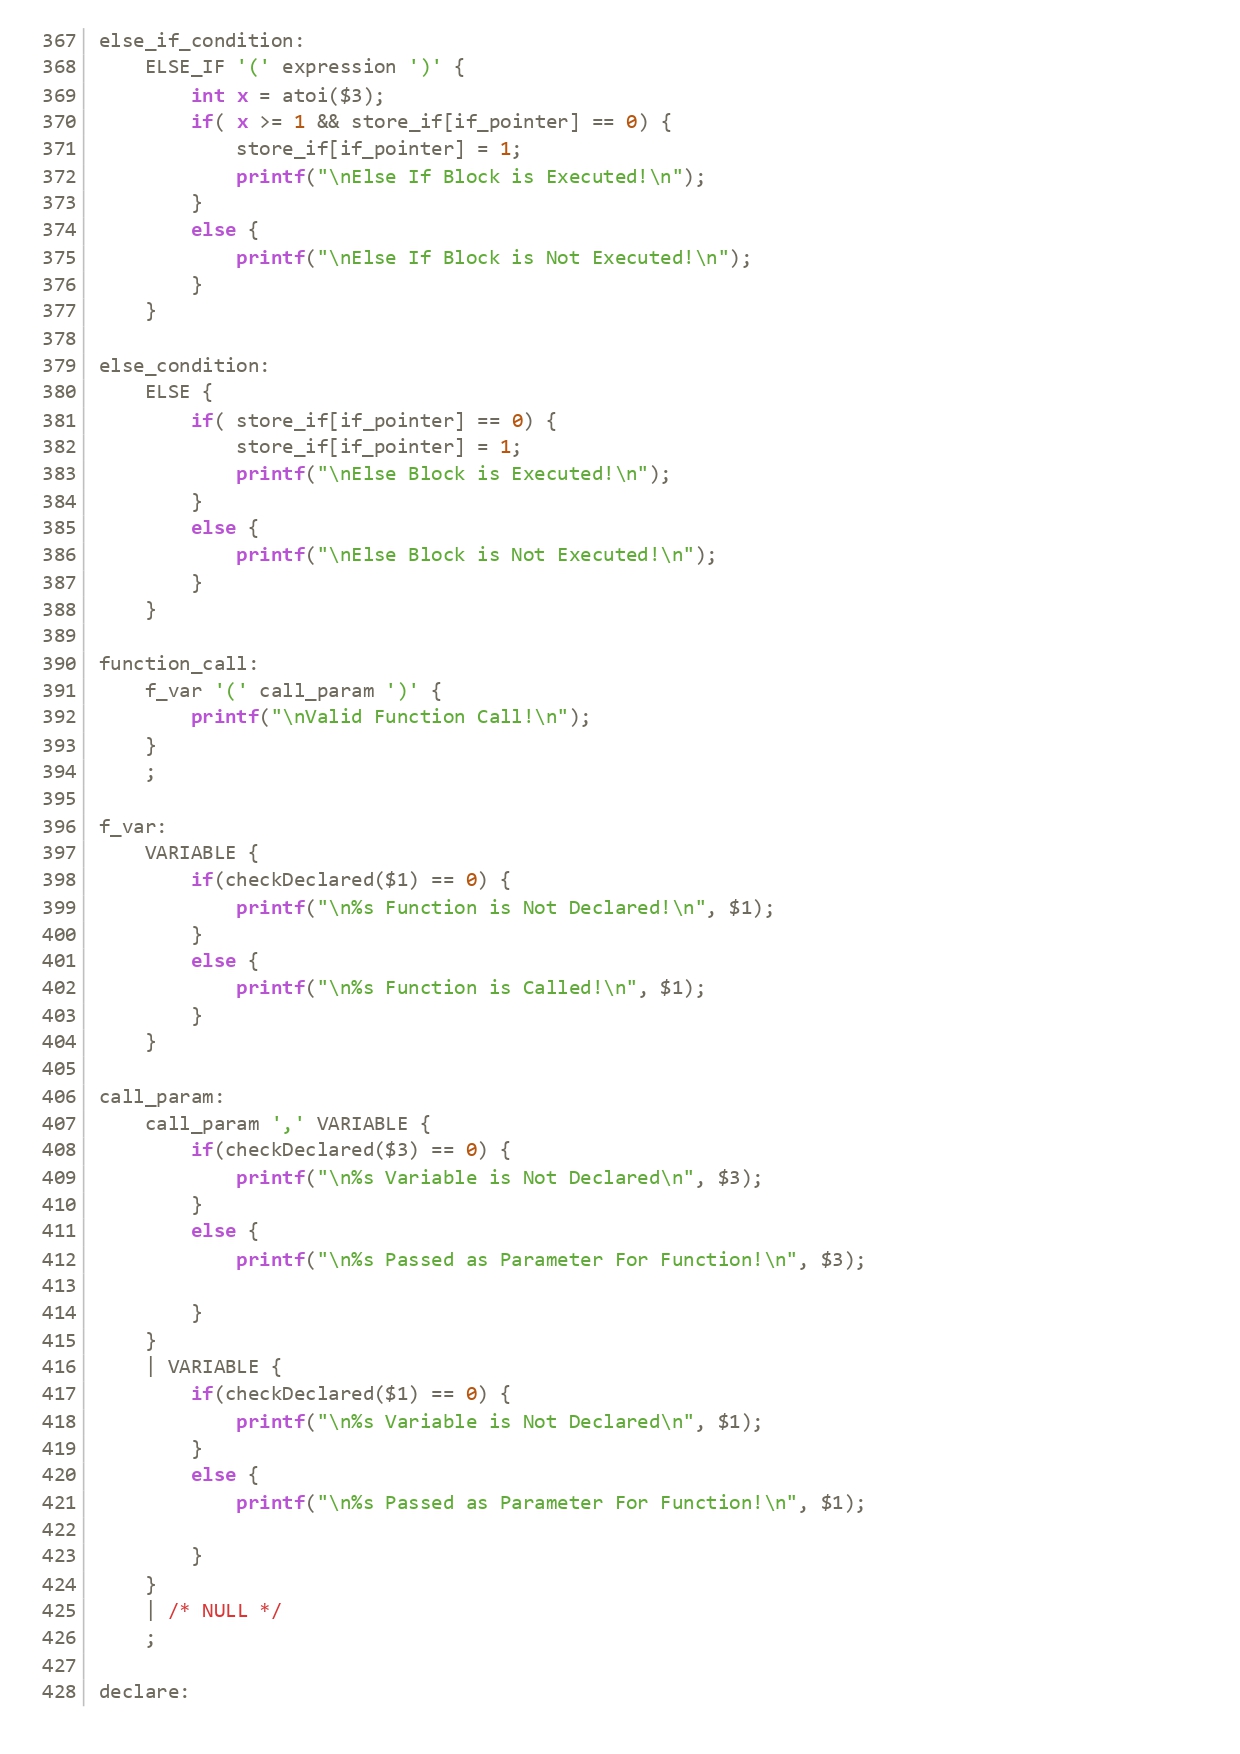 367 else_if_condition:
368     ELSE_IF '(' expression ')' {
369         int x = atoi($3);
370         if( x >= 1 && store_if[if_pointer] == 0) {
371             store_if[if_pointer] = 1;
372             printf("\nElse If Block is Executed!\n");
373         }
374         else {
375             printf("\nElse If Block is Not Executed!\n");
376         }
377     }
378
379 else_condition:
380     ELSE {
381         if( store_if[if_pointer] == 0) {
382             store_if[if_pointer] = 1;
383             printf("\nElse Block is Executed!\n");
384         }
385         else {
386             printf("\nElse Block is Not Executed!\n");
387         }
388     }
389
390 function_call:
391     f_var '(' call_param ')' {
392         printf("\nValid Function Call!\n");
393     }
394     ;
395
396 f_var:
397     VARIABLE {
398         if(checkDeclared($1) == 0) {
399             printf("\n%s Function is Not Declared!\n", $1);
400         }
401         else {
402             printf("\n%s Function is Called!\n", $1);
403         }
404     }
405
406 call_param:
407     call_param ',' VARIABLE {
408         if(checkDeclared($3) == 0) {
409             printf("\n%s Variable is Not Declared\n", $3);
410         }
411         else {
412             printf("\n%s Passed as Parameter For Function!\n", $3);
413
414         }
415     }
416     | VARIABLE {
417         if(checkDeclared($1) == 0) {
418             printf("\n%s Variable is Not Declared\n", $1);
419         }
420         else {
421             printf("\n%s Passed as Parameter For Function!\n", $1);
422
423         }
424     }
425     | /* NULL */
426     ;
427
428 declare: